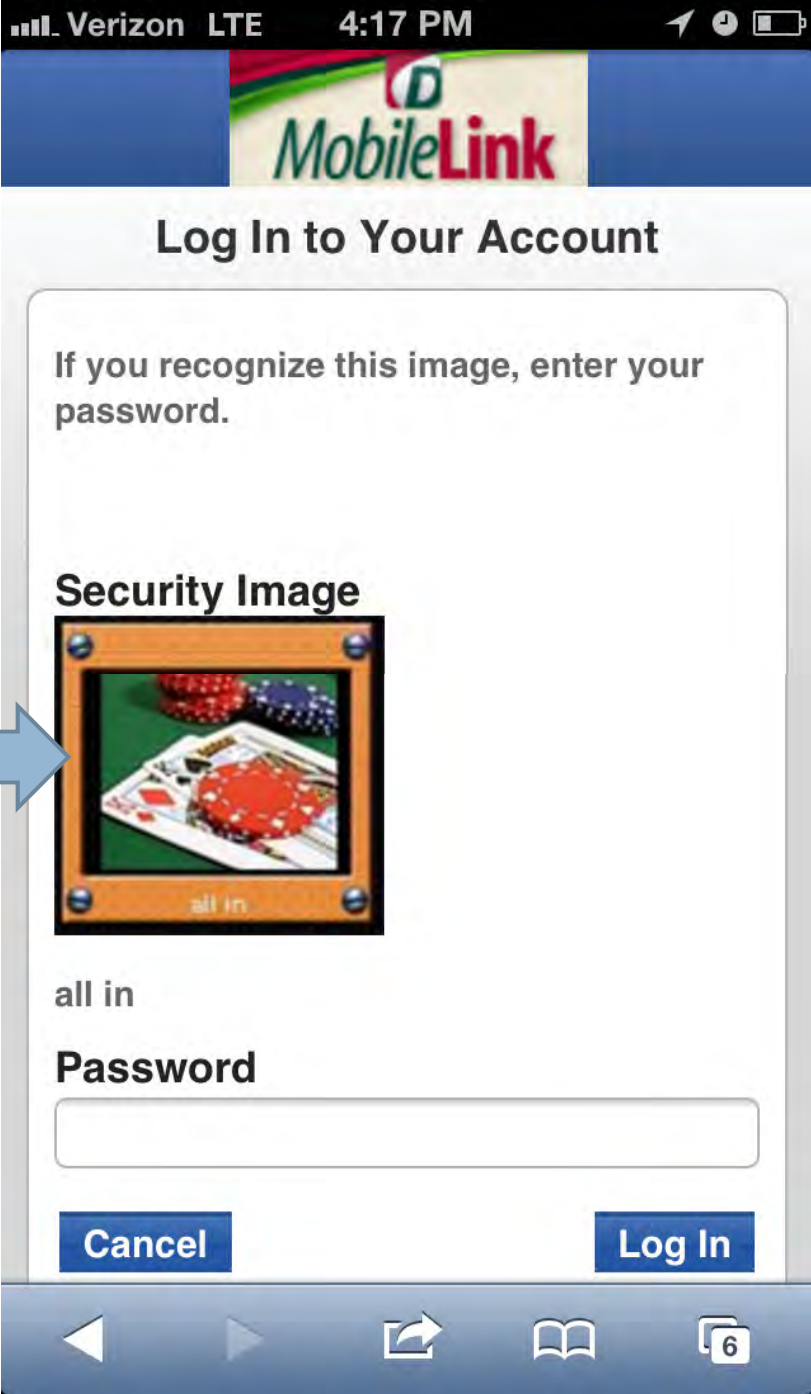 Verizon LTE 4:17 PM
D
MobileLink
Log In to Your Account
If you recognize this image, enter your
password.
Security Image
all in
all in
Password
Cancel Log In
6